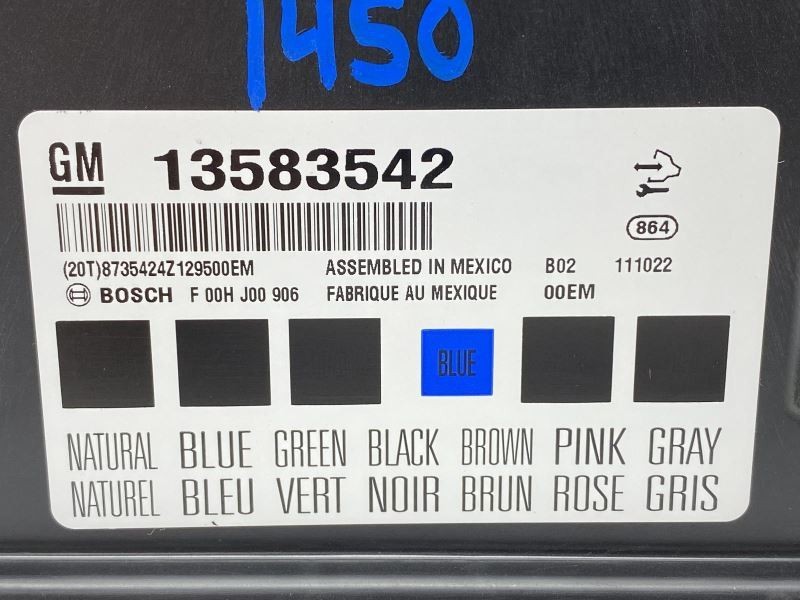 1450
GM 13583542
864
(20T)8735424Z129500EM ASSEMBLED IN MEXICO B02 111022
BOSCH F 00H J00 906 FABRIQUE AU MEXIQUE 00EM
BLUE
NATURAL BLUE GREEN BLACK BROWN PINK GRAY
NATUREL BLEU VERT NOIR BRUN ROSE GRIS